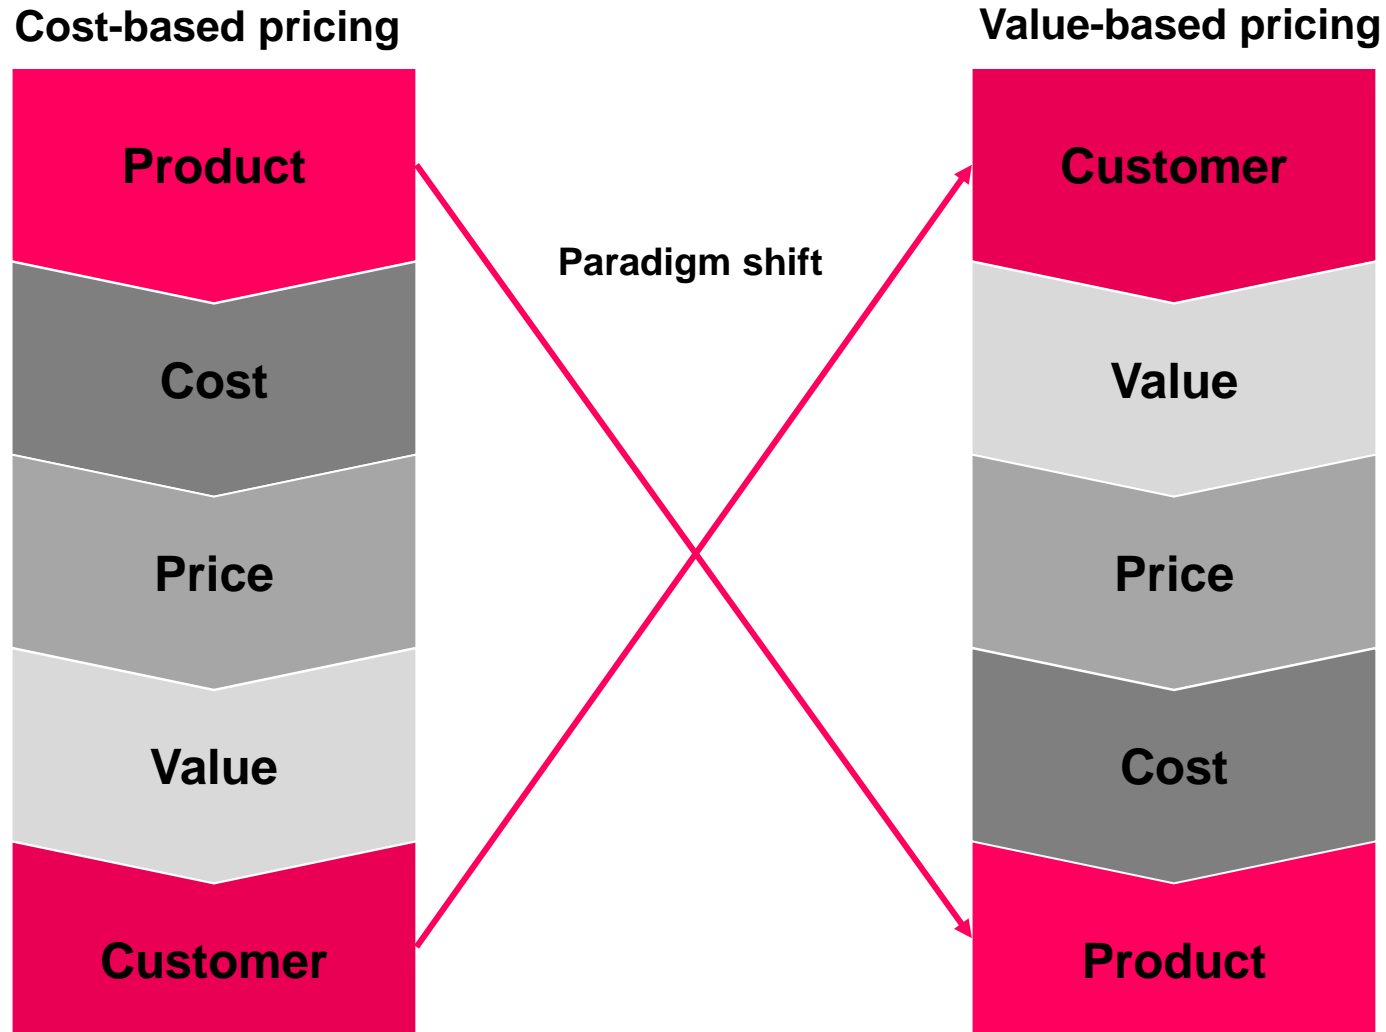 Cost-based pricing
Product
Cost
Price
Value
Customer
Paradigm shift
Value-based pricing
Customer
Value
Price
Cost
Product